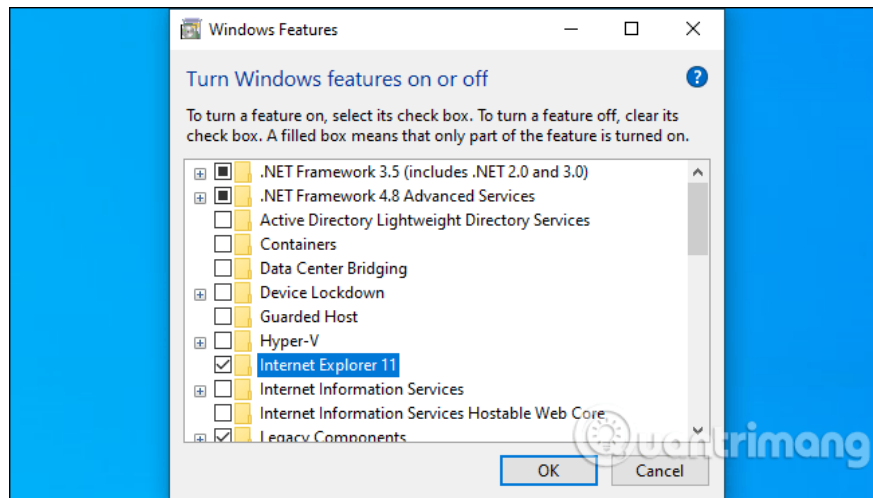 Windows Features
Turn Windows features on or off
?
To turn a feature on, select its check box. To turn a feature off, clear its
check box. A filled box means that only part of the feature is turned on.
.NET Framework 3.5 (includes .NET 2.0 and 3.0)
.NET Framework 4.8 Advanced Services
Active Directory Lightweight Directory Services
Containers
Data Center Bridging
Device Lockdown
Guarded Host
Hyper-V
Internet Explorer 11
Internet Information Services
Internet Information Services Hostable Web Core
Legacy Components
Quantrimang
OK
Cancel